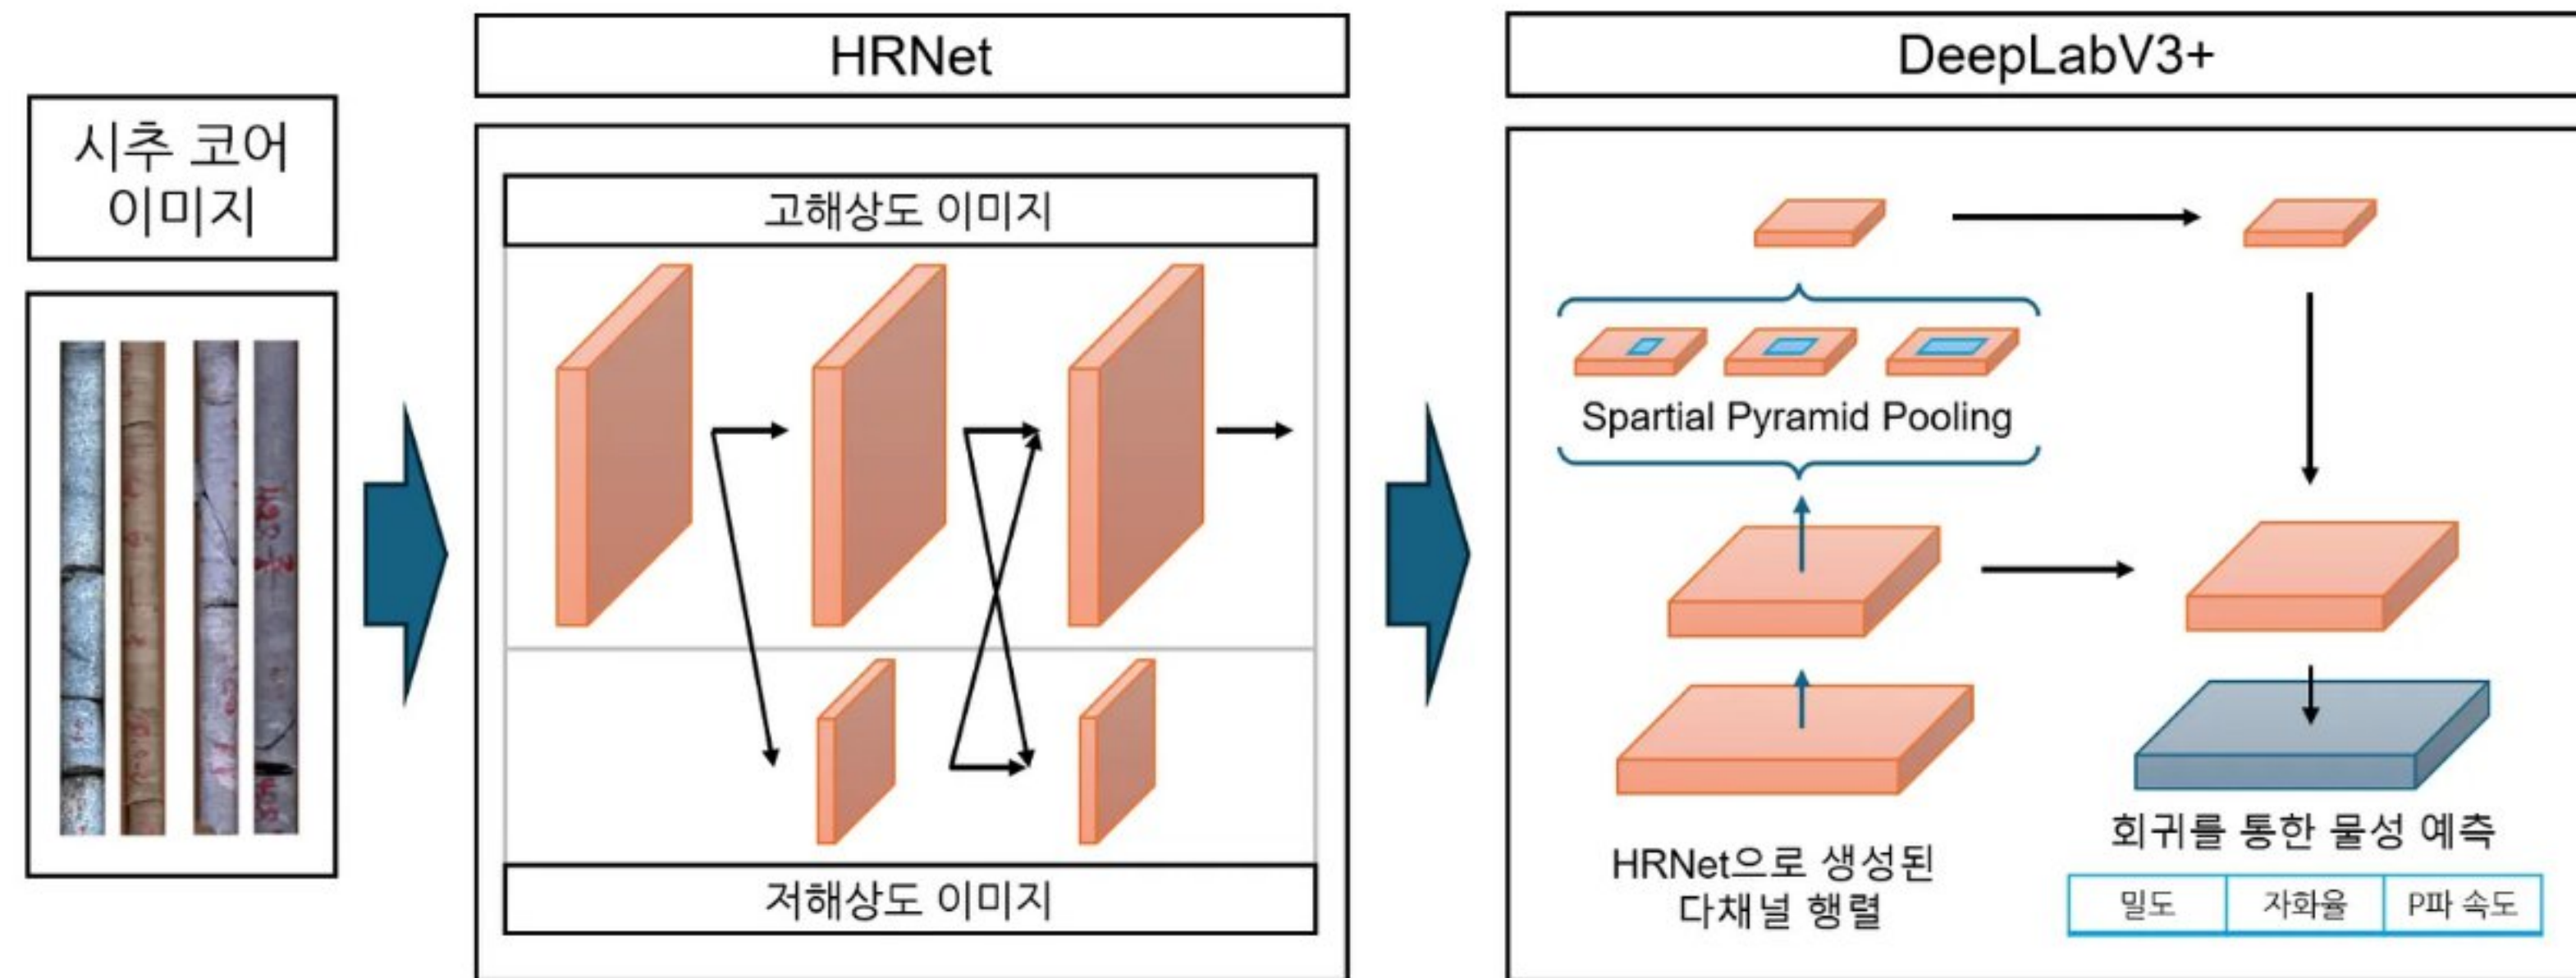 시추 코어
이미지
HRNet
고해상도 이미지
저해상도 이미지
DeepLabV3+
Spartial Pyramid Pooling
HRNet으로 생성된
다채널 행렬
회귀를 통한 물성 예측
밀도 자화율 P파 속도